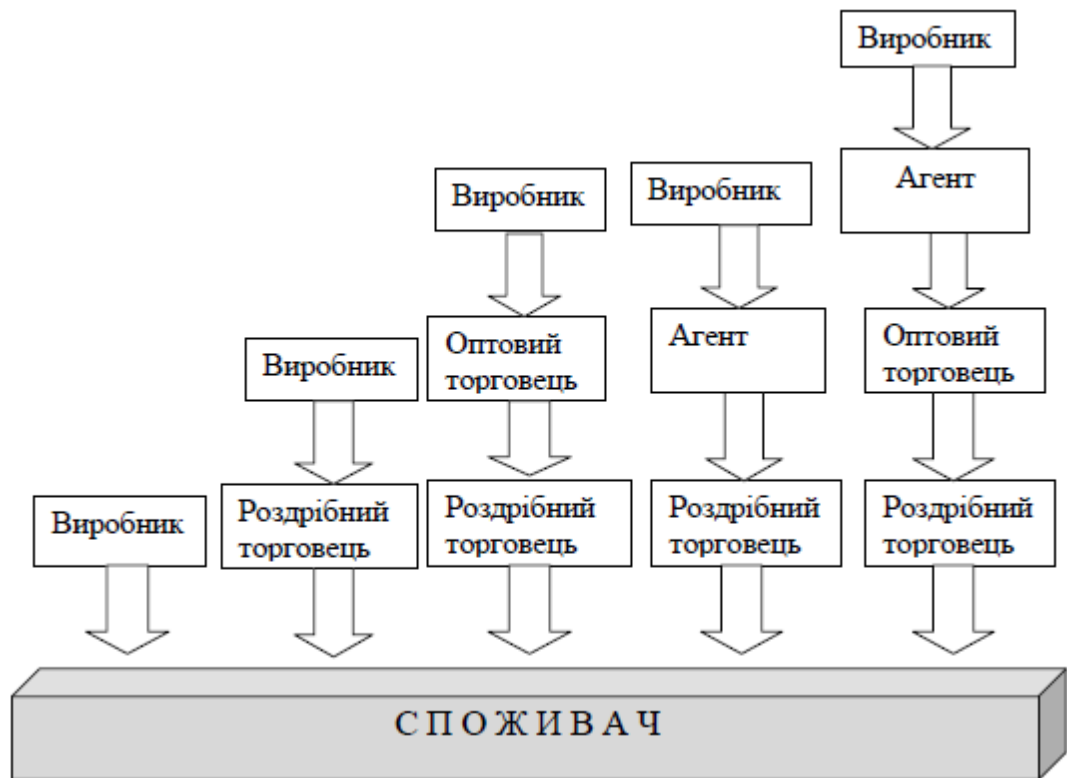 Виробник
Агент
Виробник
Виробник
Оптовий
торговець
Агент
Оптовий
торговець
Виробник
Виробник
Роздрібний
торговець
Роздрібний
торговець
Роздрібний
торговець
Роздрібний
торговець
С П О Ж И В А Ч